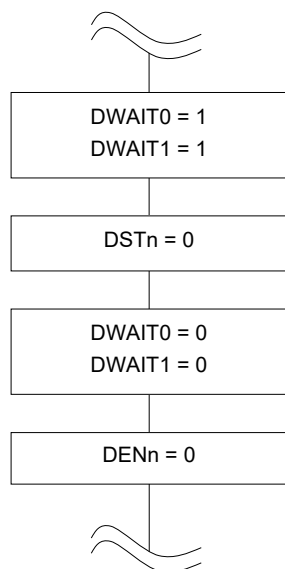 DWAIT0 = 1
DWAIT1 = 1
DSTn = 0
DWAIT0 = 0
DWAIT1 = 0
DENn = 0